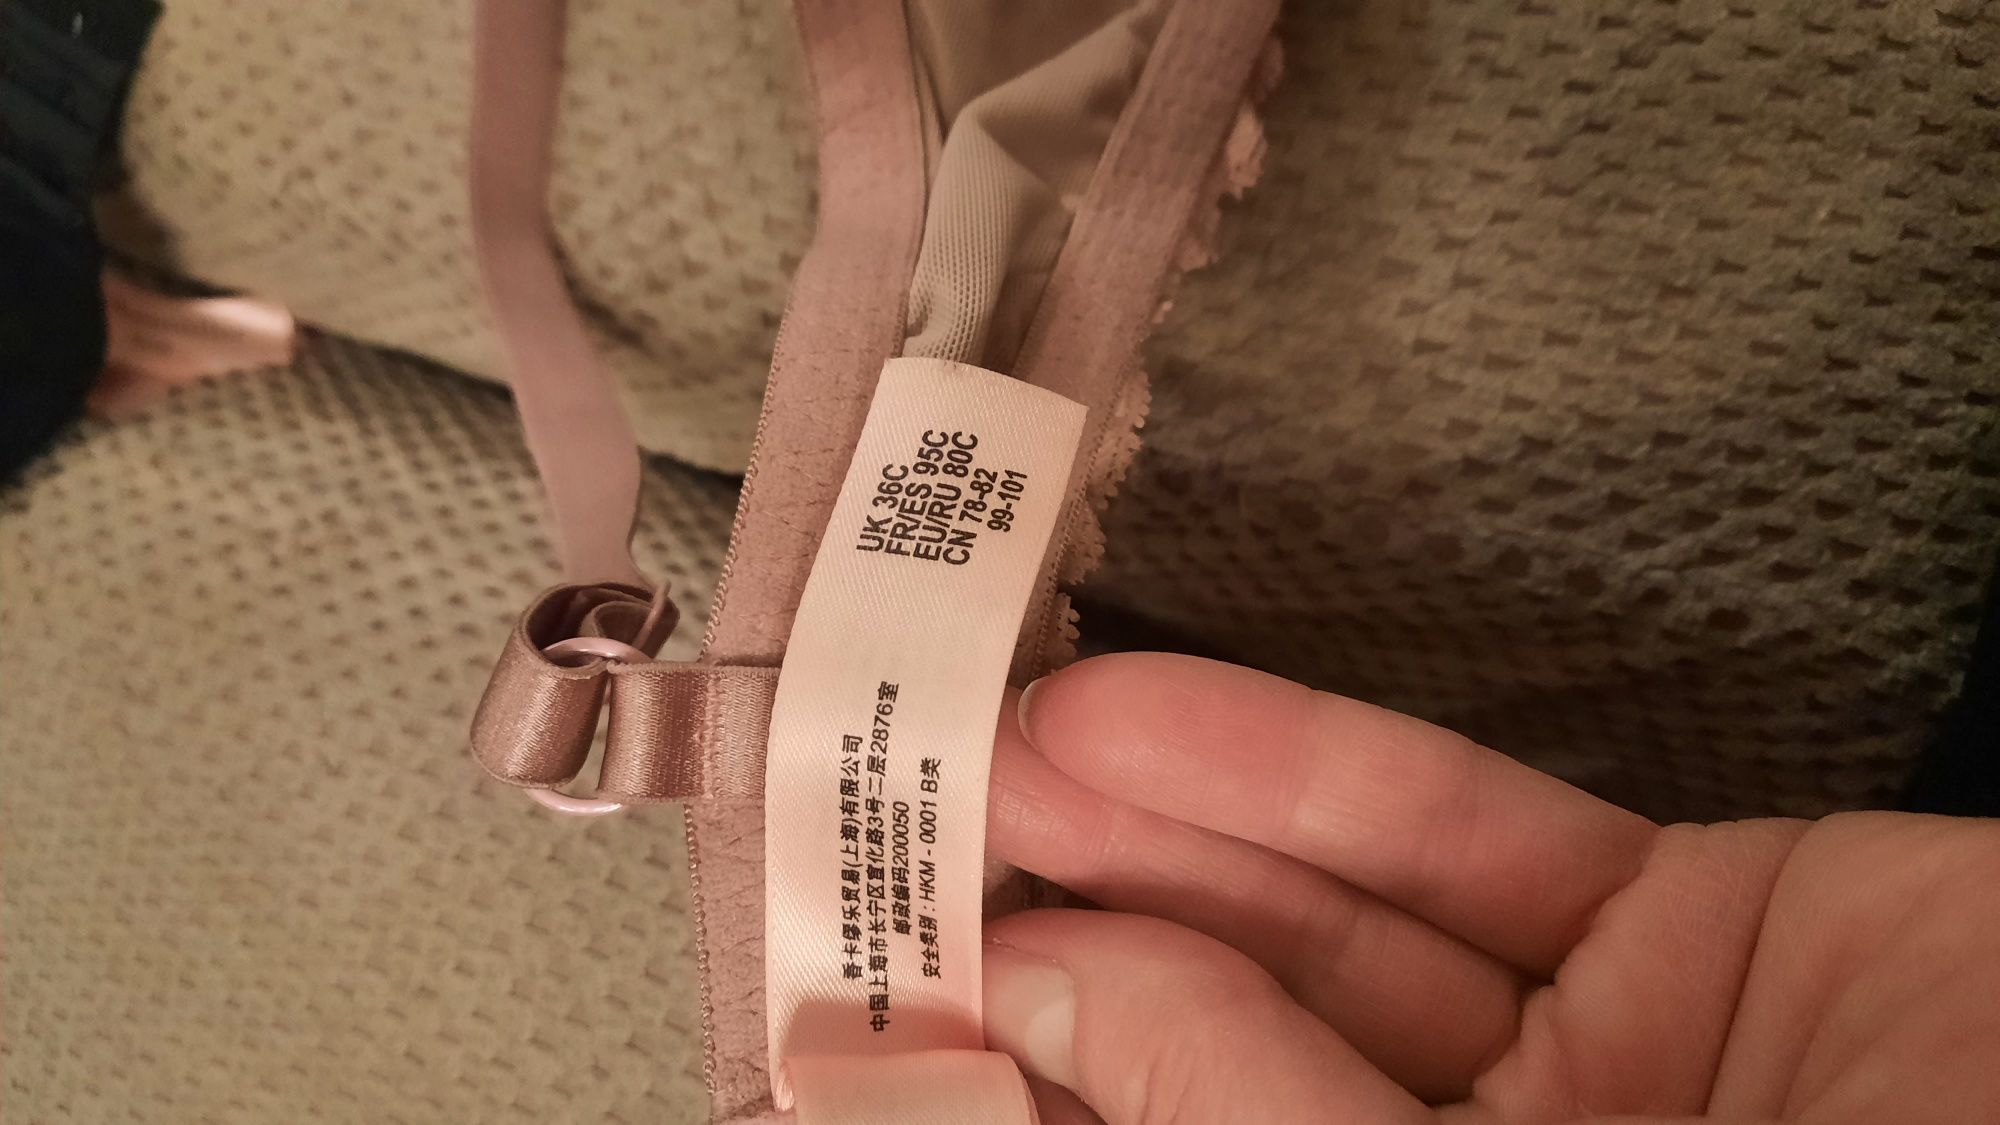 UK 36C
FR/ES 95C
EU/RU 80C
CN 78-82
99-101
香卡缪乐贸易(上海)有限公司
中国上海市长宁区宣化路3号二层2876室
邮政编码200050
安全类别：HKM - 0001 B类